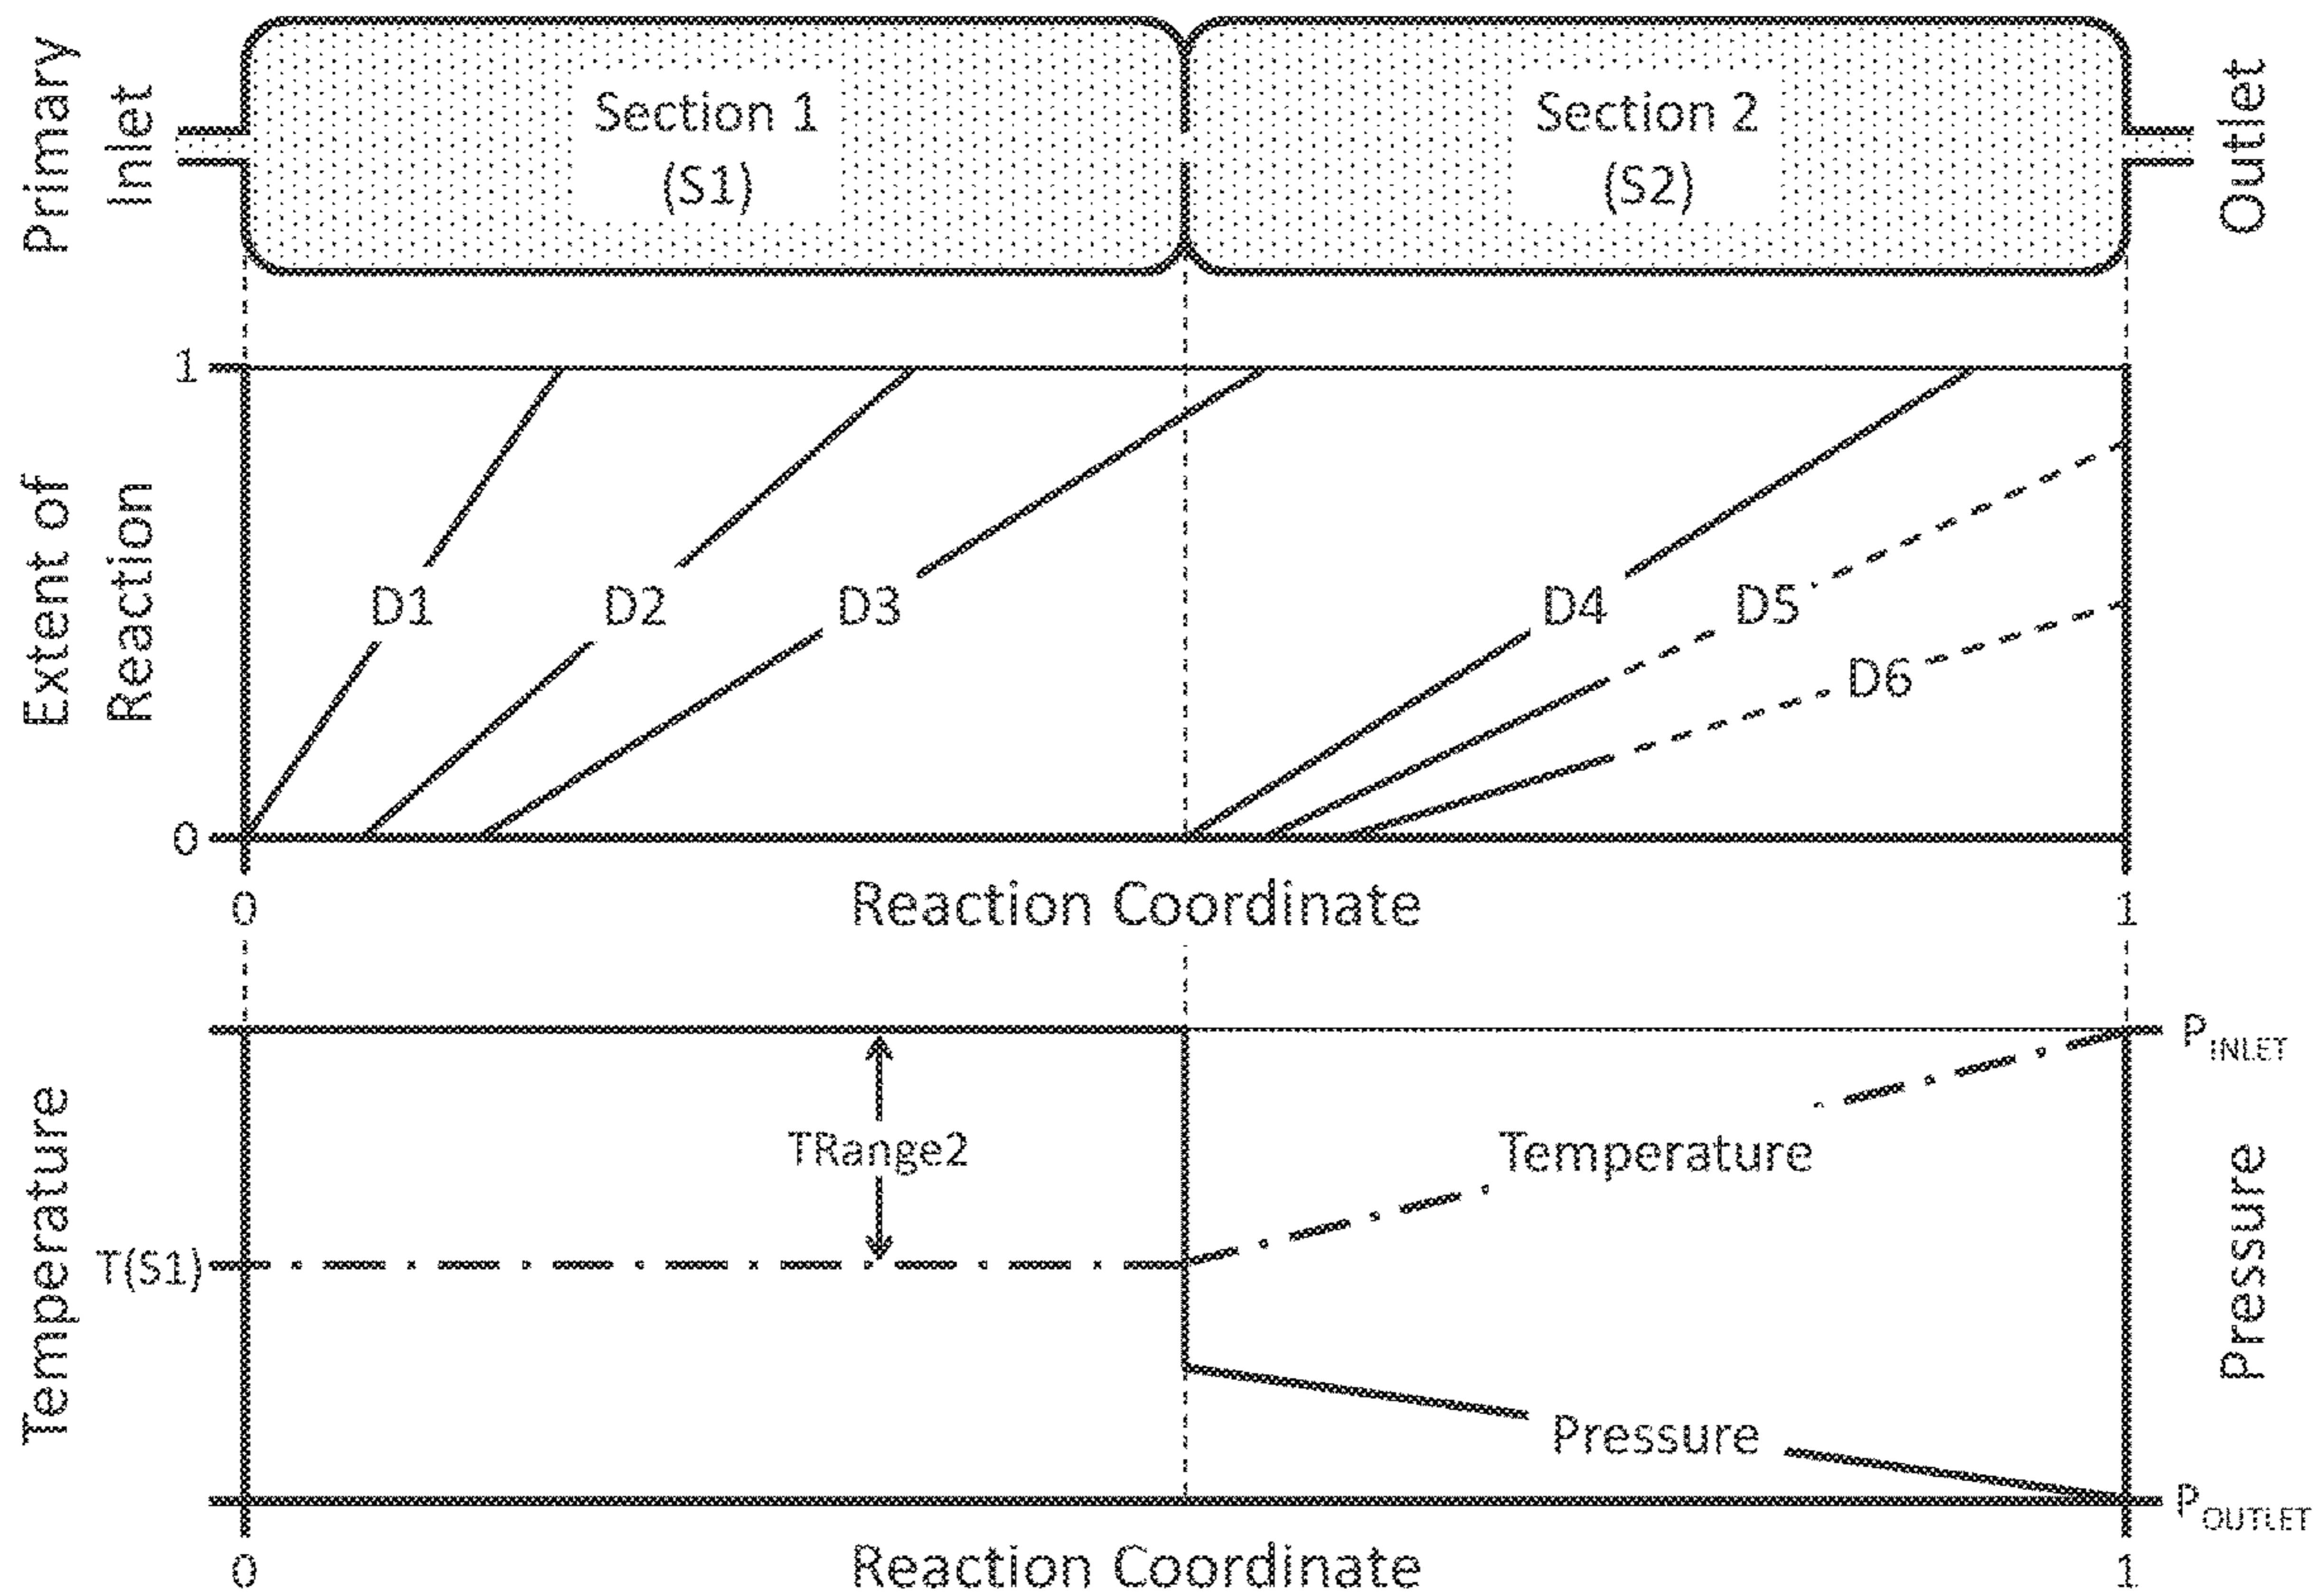 Primary
Inlet
Section 1
(S1)
Section 2
(S2)
Outlet
Extent of
Reaction
1
0
D1
D2
D3
D4
D5
D6
0
Reaction Coordinate
1
Temperature
T(S1)
TRange2
Temperature
Pressure
P INLET
P OUTLET
Pressure
0
Reaction Coordinate
1